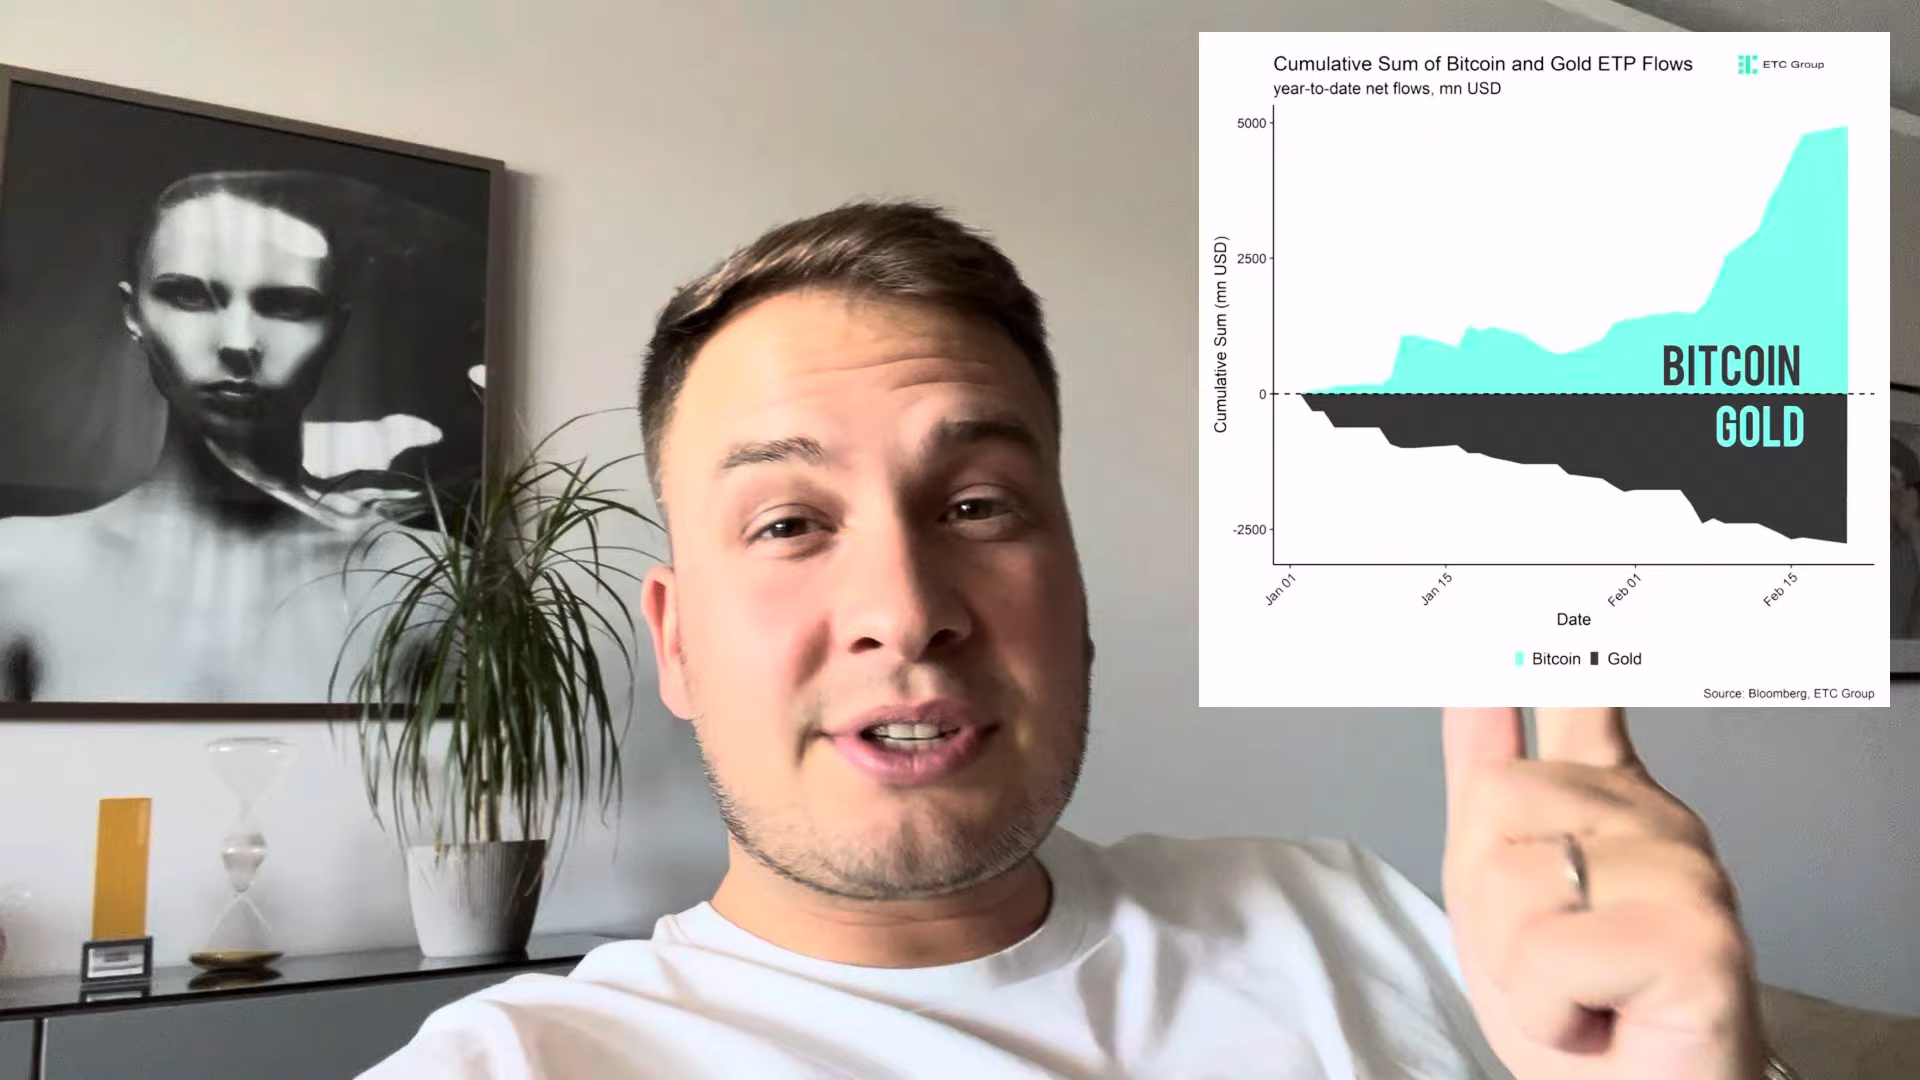 Cumulative Sum of Bitcoin and Gold ETP Flows
ETC Group
year-to-date net flows, mn USD
Cumulative Sum (mn USD)
5000
2500
0
-2500
BITCOIN
GOLD
Jan 01
Jan 15
Feb 01
Feb 15
Date
Bitcoin
Gold
Source: Bloomberg, ETC Group